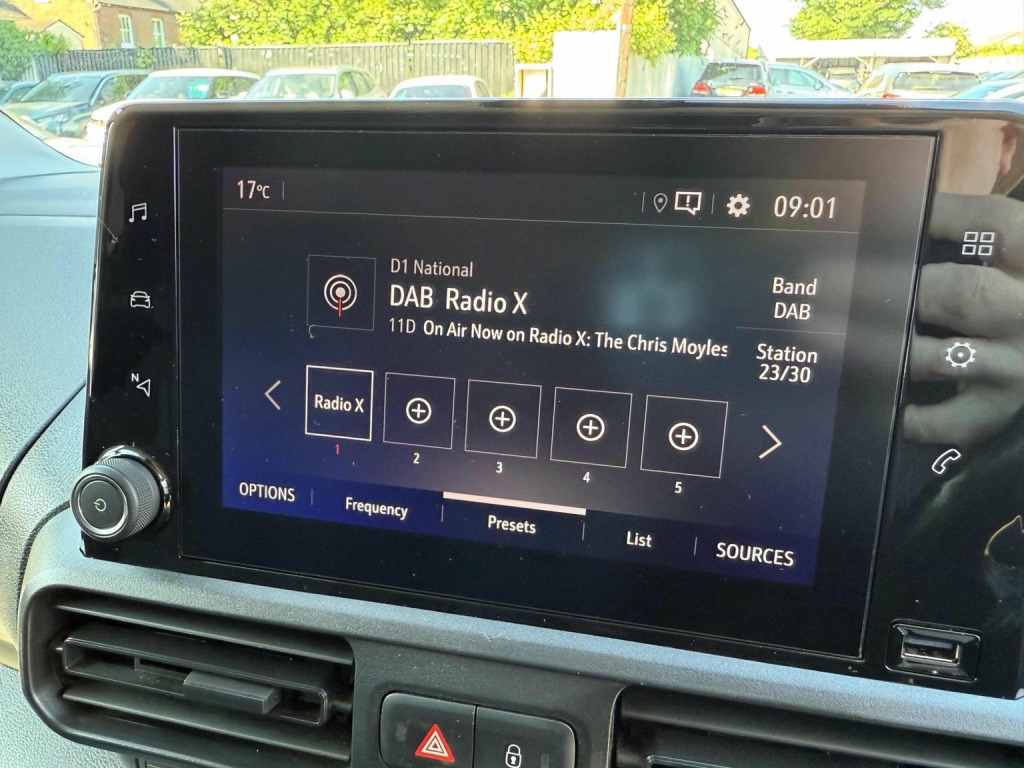 17°C
09:01
D1 National
DAB Radio X
11D On Air Now on Radio X: The Chris Moyles
Band
DAB
Station
23/30
N
Radio X
1
2
3
4
5
OPTIONS
Frequency
Presets
List
SOURCES